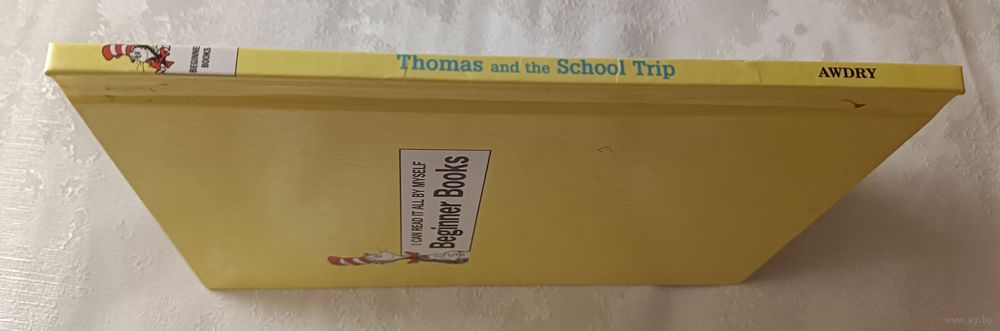 BEGINNER
BOOKS
Thomas and the School Trip
AWDRY
I CAN READ IT ALL BY MYSELF
Beginner Books
www.ay.by